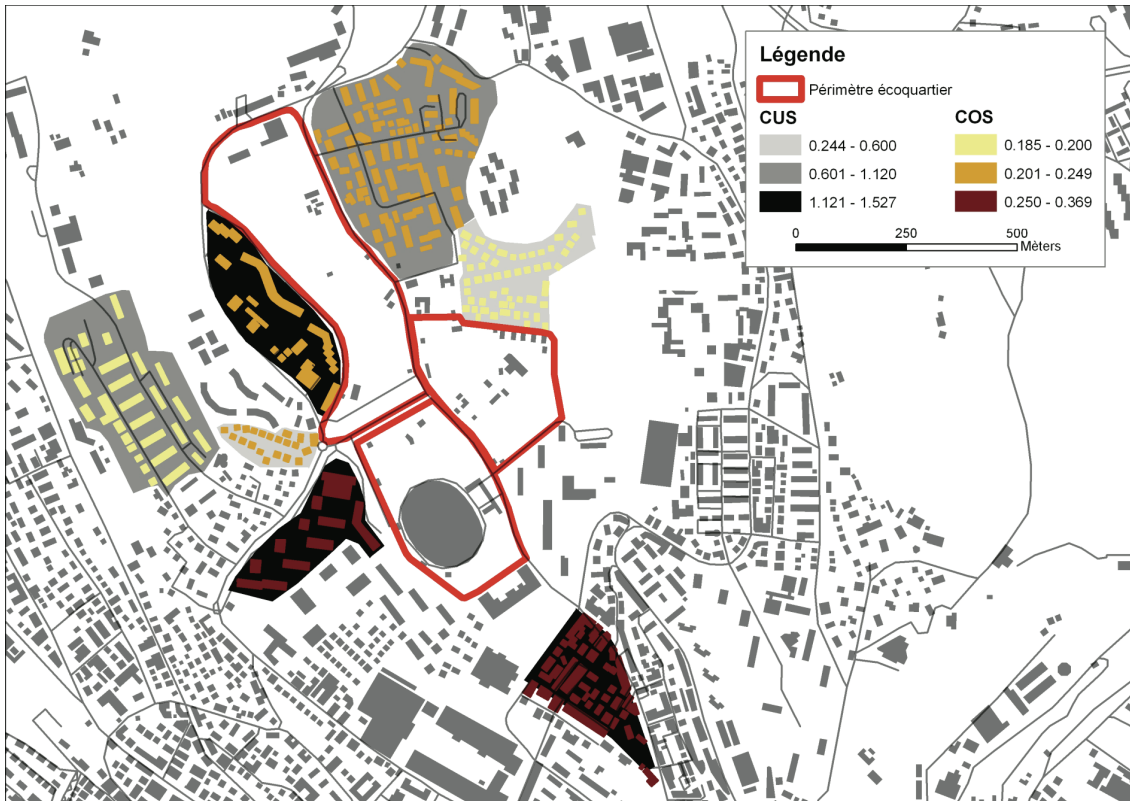 Légende
Périmètre écoquartier
CUS COS
0.244 - 0.600 0.185 - 0.200
0.601 - 1.120 0.201 - 0.249
1.121 - 1.527 0.250 - 0.369
0 250 500
Mèters